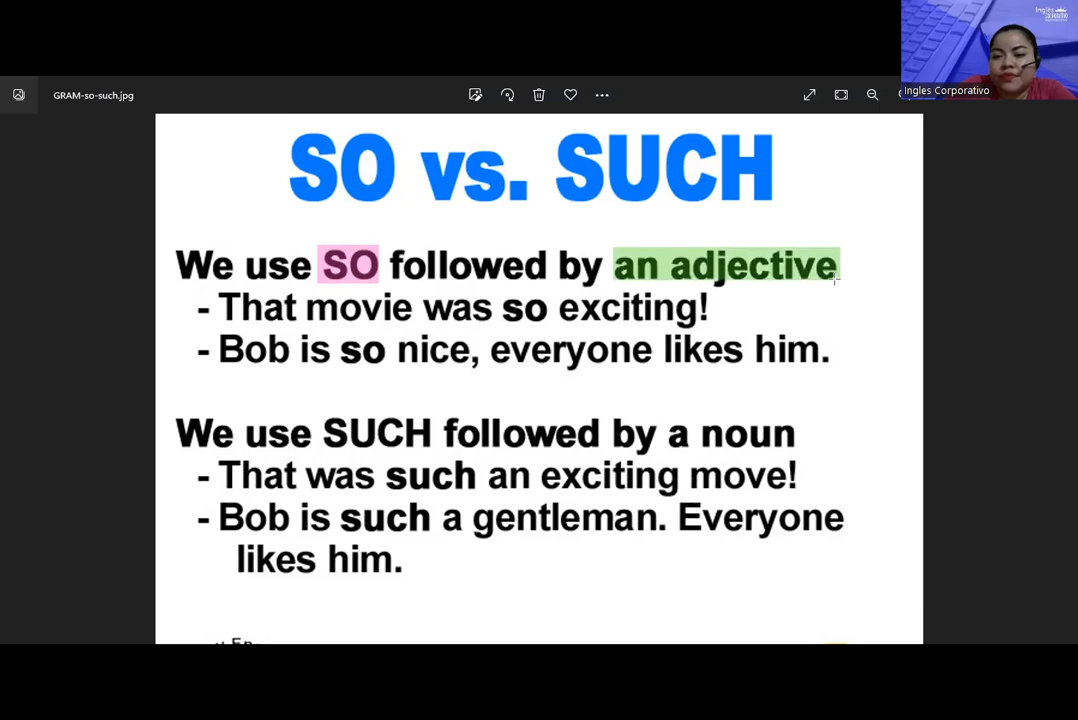 Ingles
GRAM-so-such.jpg
Ingles Corporativo
SO vs. SUCH
We use SO followed by an adjective
- That movie was so exciting!
- Bob is so nice, everyone likes him.
We use SUCH followed by a noun
- That was such an exciting move!
- Bob is such a gentleman. Everyone
likes him.